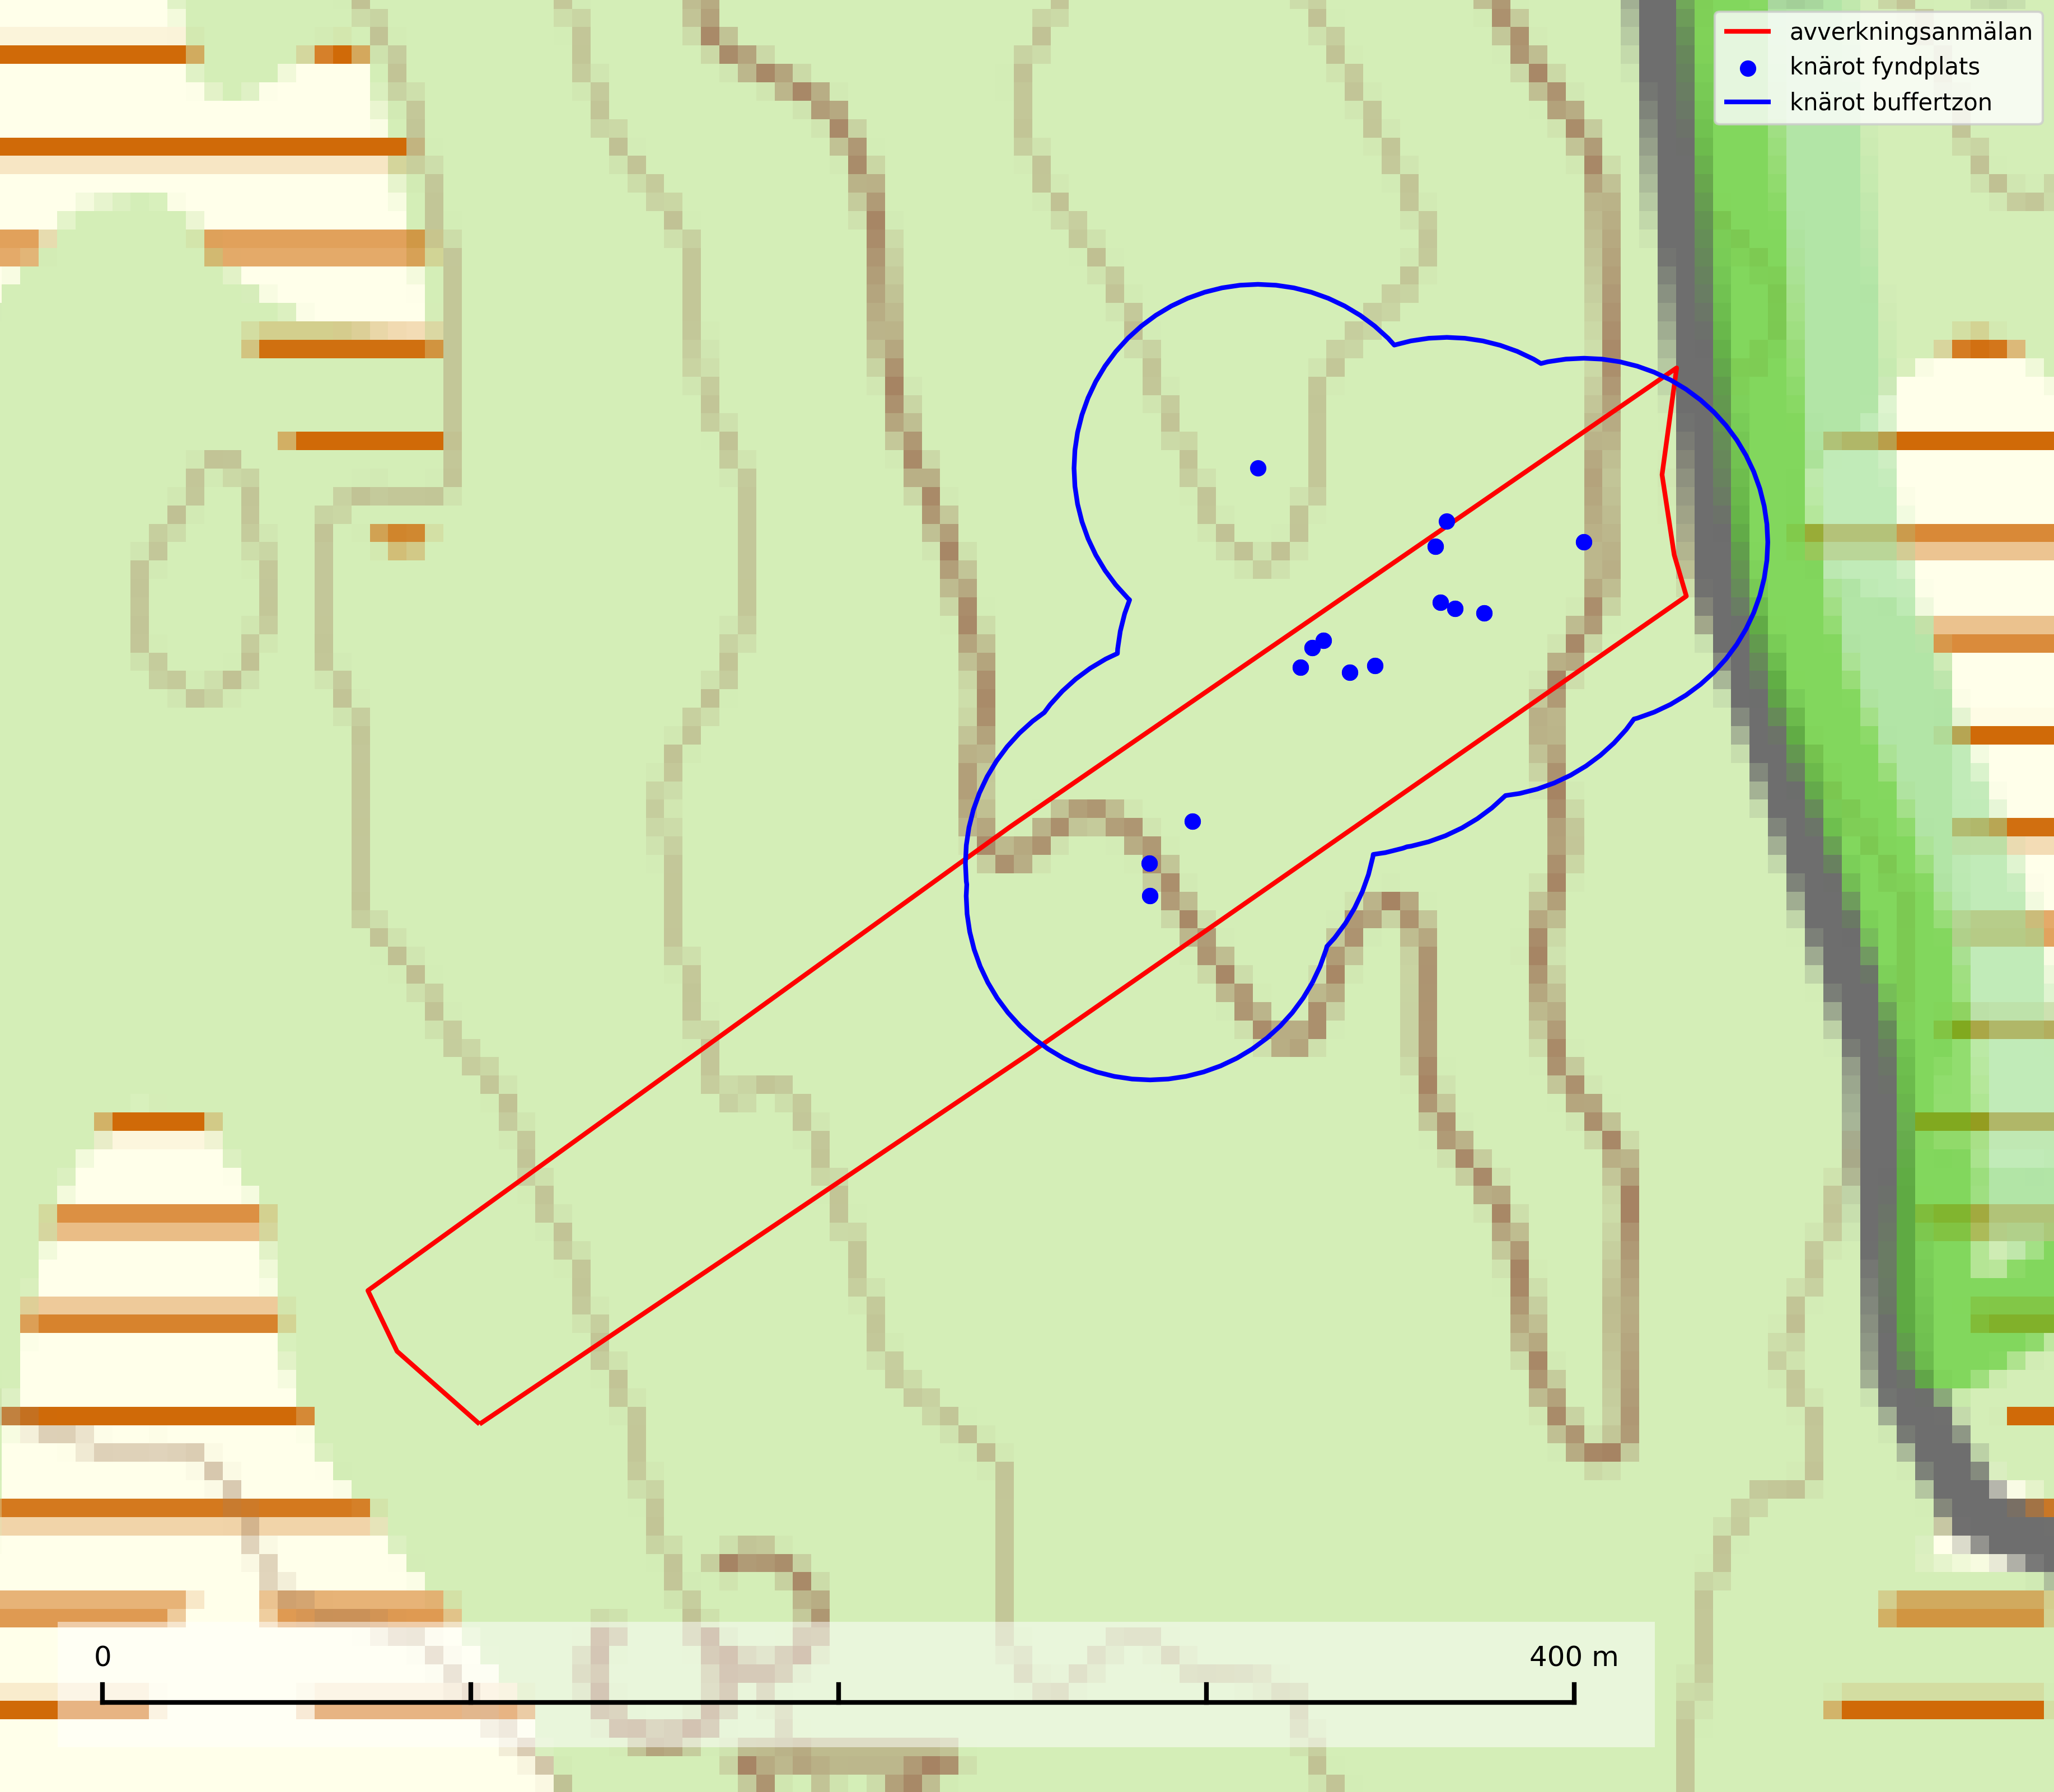 avverkningsanmälan
knärot fyndplats
knärot buffertzon
0
400 m